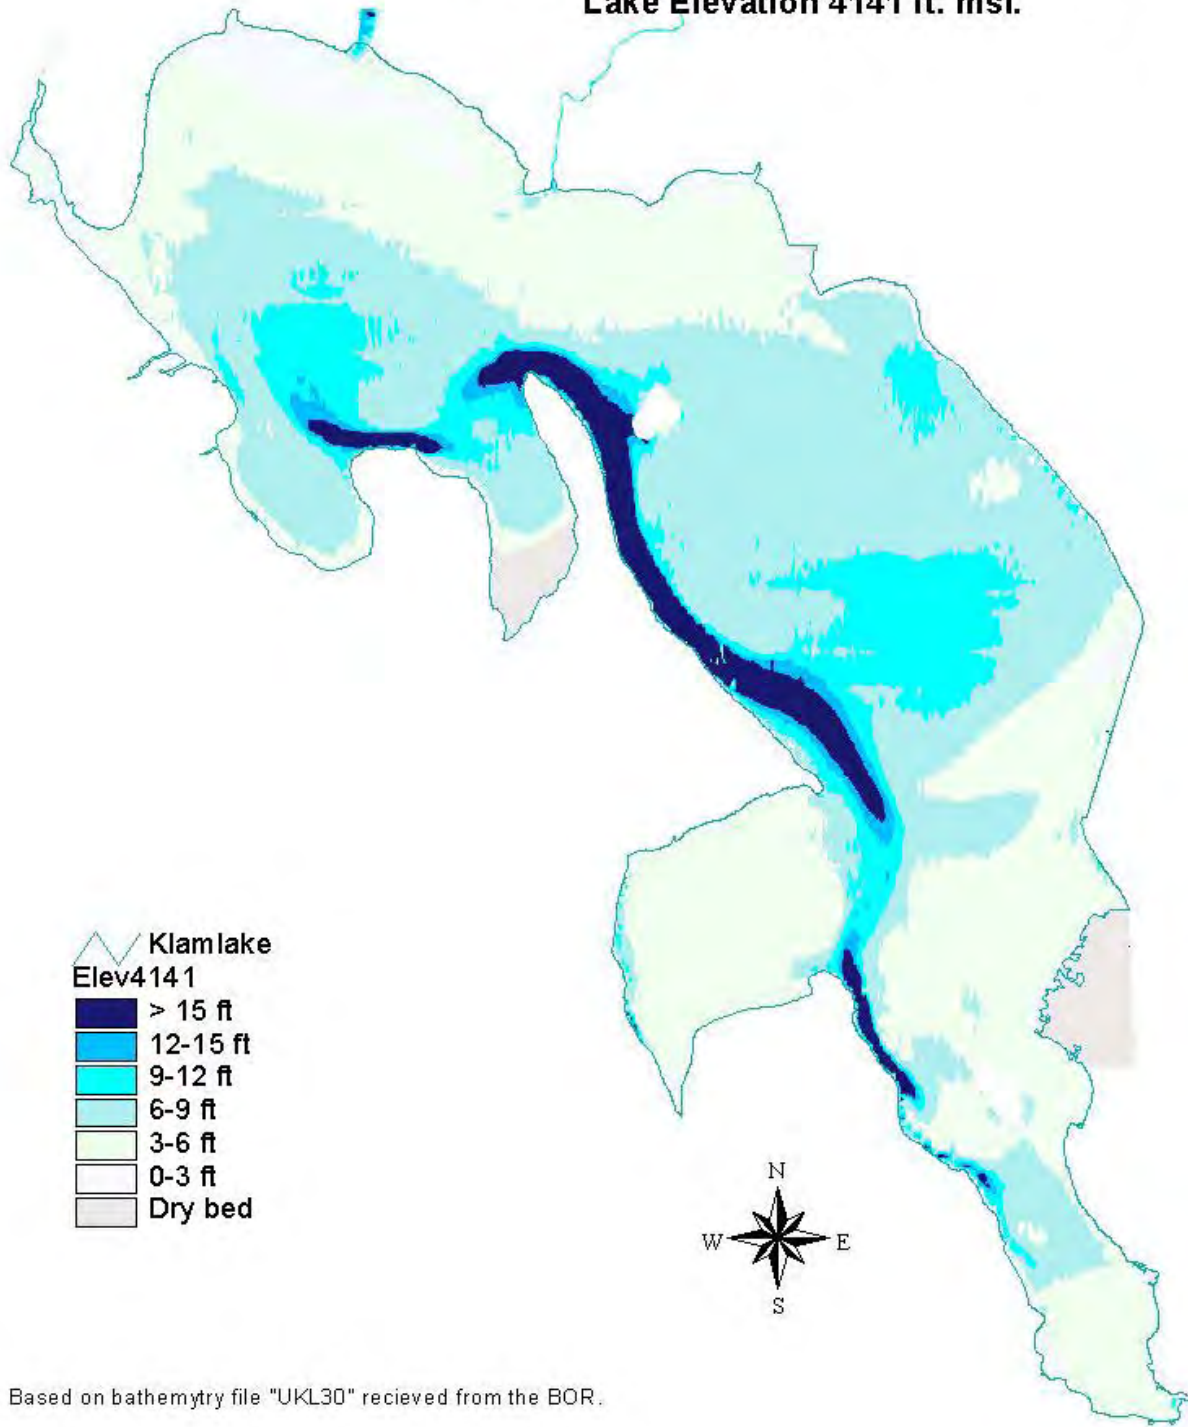 Lake Elevation 4141 ft. msl.
Klamlake
Elev4141
> 15 ft
12-15 ft
9-12 ft
6-9 ft
3-6 ft
0-3 ft
Dry bed
N
W E
S
Based on bathemytry file "UKL30" recieved from the BOR.